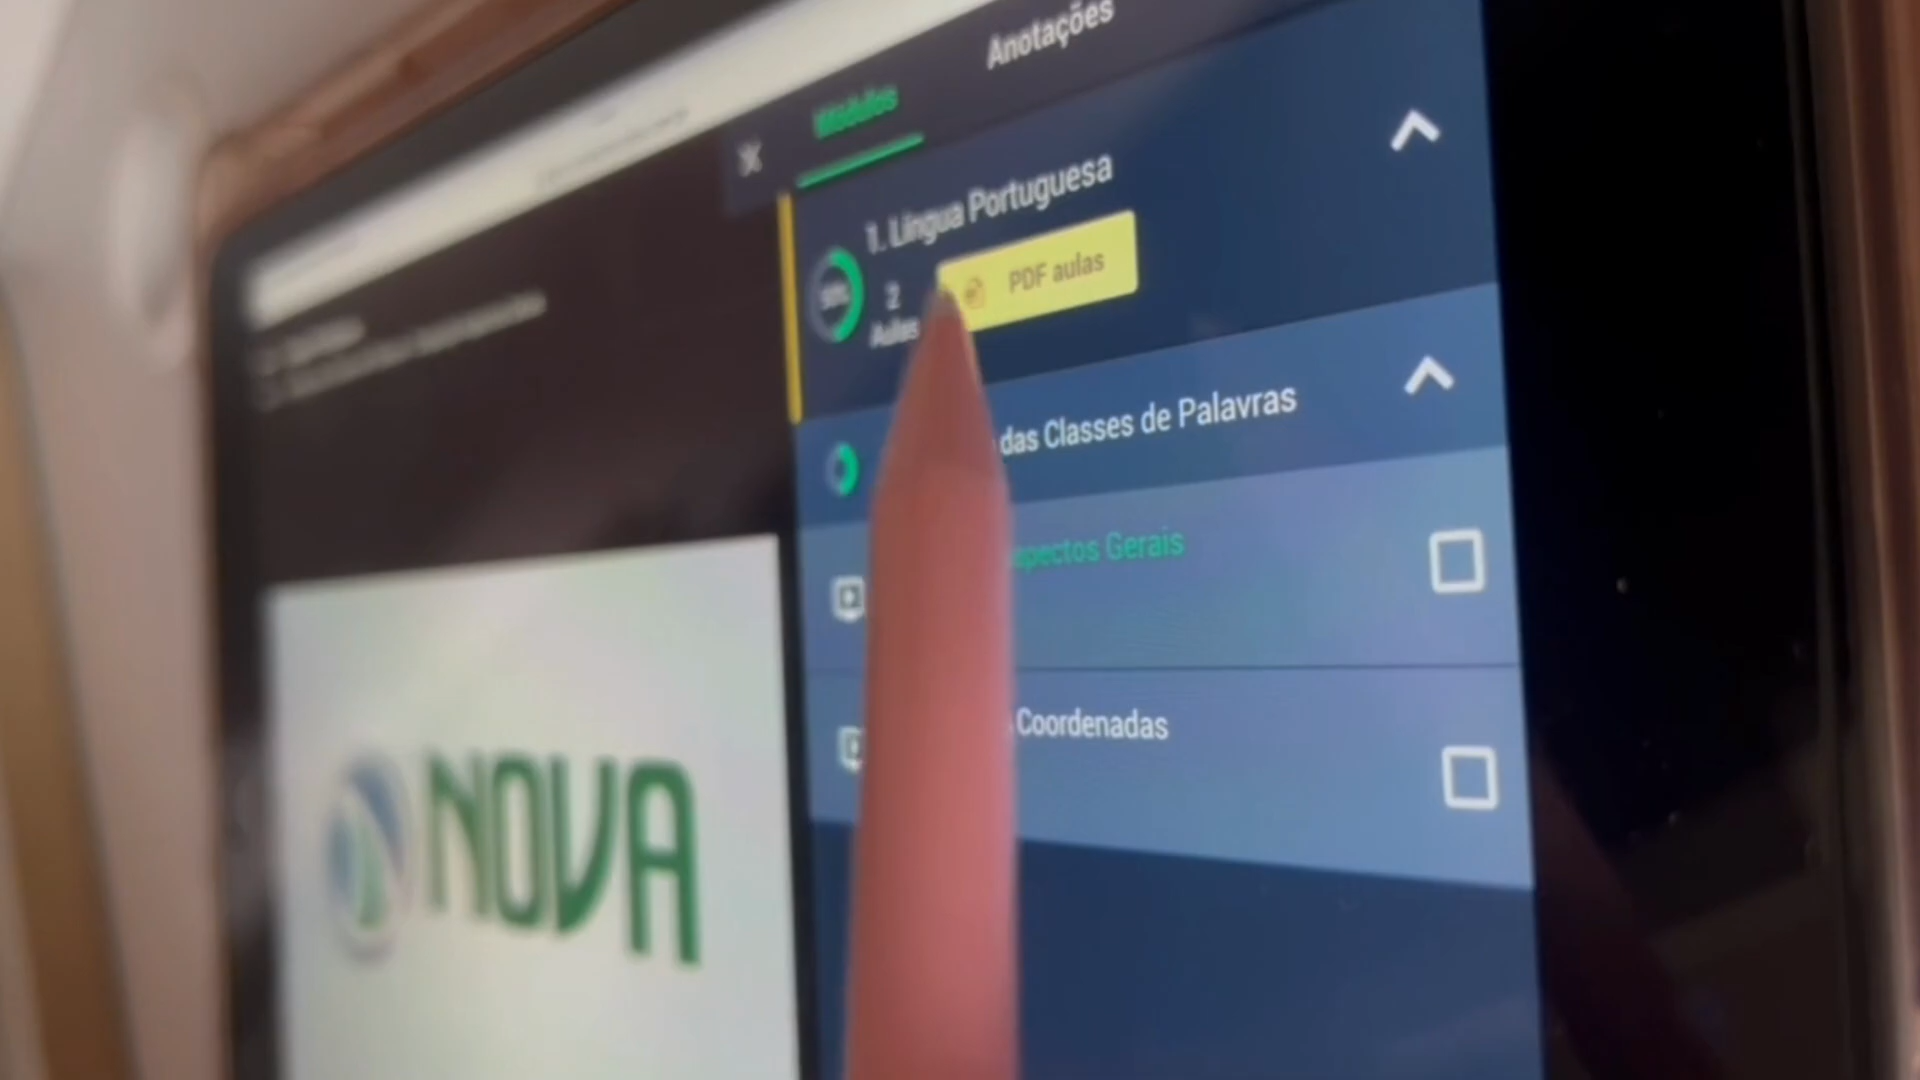 Anotações
Módulos
1. Língua Portuguesa
2
Aulas
PDF aulas
das Classes de Palavras
spectos Gerais
Coordenadas
NOVA